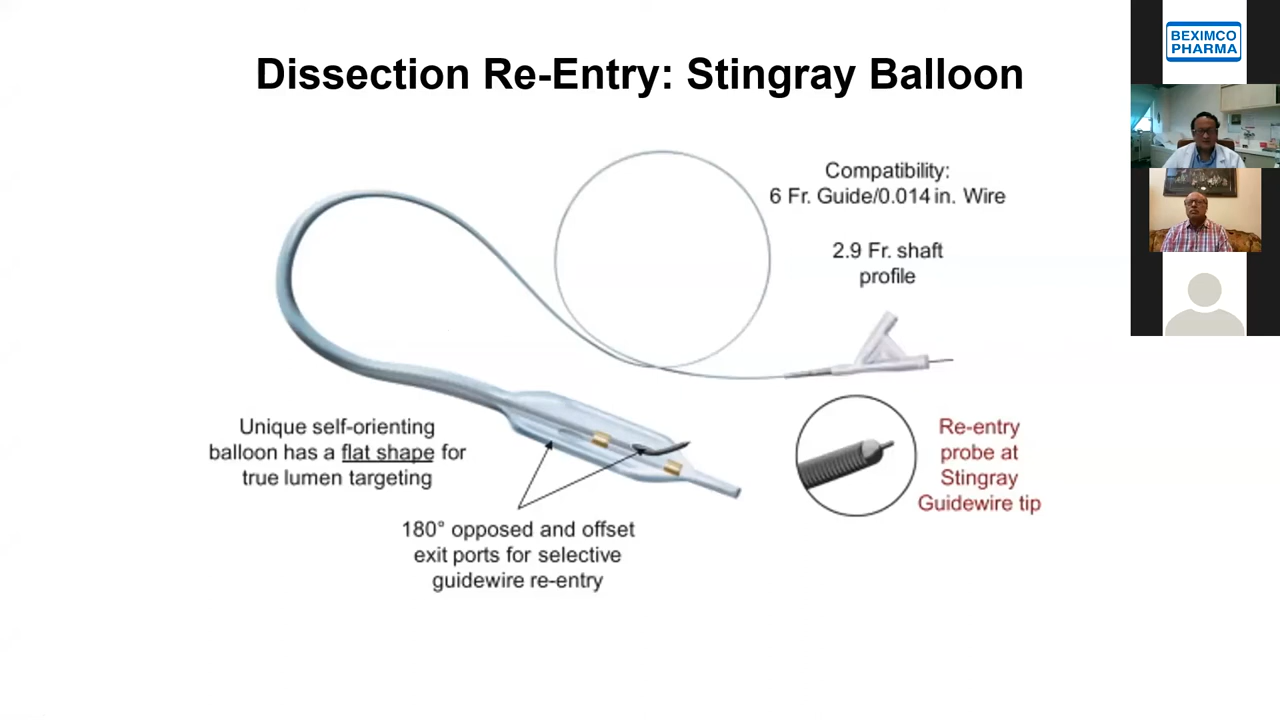 Dissection Re-Entry: Stingray Balloon
BEXIMCO
PHARMA
Compatibility:
6 Fr. Guide/0.014 in. Wire
2.9 Fr. shaft
profile
Unique self-orienting
balloon has a flat shape for
true lumen targeting
180° opposed and offset
exit ports for selective
guidewire re-entry
Re-entry
probe at
Stingray
Guidewire tip